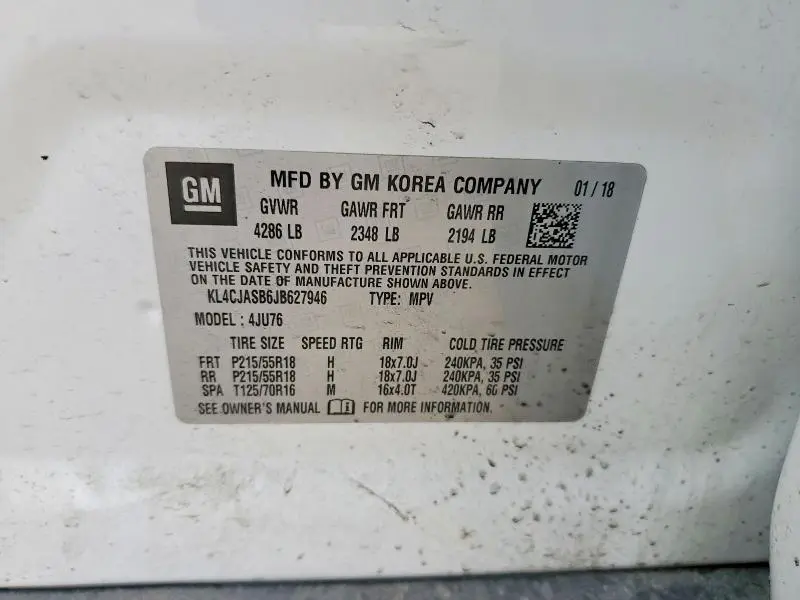 GM
MFD BY GM KOREA COMPANY 01 / 18
GVWR GAWR FRT GAWR RR
4286 LB 2348 LB 2194 LB
THIS VEHICLE CONFORMS TO ALL APPLICABLE U.S. FEDERAL MOTOR
VEHICLE SAFETY AND THEFT PREVENTION STANDARDS IN EFFECT
ON THE DATE OF MANUFACTURE SHOWN ABOVE.
KL4CJASB6JB627946 TYPE: MPV
MODEL : 4JU76
TIRE SIZE SPEED RTG RIM COLD TIRE PRESSURE
FRT P215/55R18 H 18x7.0J 240KPA, 35 PSI
RR P215/55R18 H 18x7.0J 240KPA, 35 PSI
SPA T125/70R16 M 16x4.0T 420KPA, 60 PSI
SEE OWNER'S MANUAL FOR MORE INFORMATION.